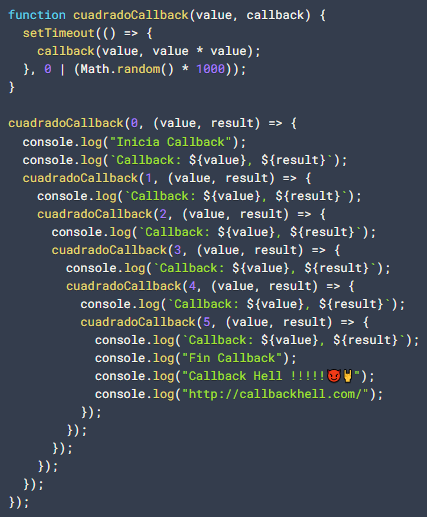 function cuadradoCallback(value, callback) {
  setTimeout(() => {
    callback(value, value * value);
  }, 0 | (Math.random() * 1000));
}

cuadradoCallback(0, (value, result) => {
  console.log("Inicia Callback");
  console.log(`Callback: ${value}, ${result}`);
  cuadradoCallback(1, (value, result) => {
    console.log(`Callback: ${value}, ${result}`);
    cuadradoCallback(2, (value, result) => {
      console.log(`Callback: ${value}, ${result}`);
      cuadradoCallback(3, (value, result) => {
        console.log(`Callback: ${value}, ${result}`);
        cuadradoCallback(4, (value, result) => {
          console.log(`Callback: ${value}, ${result}`);
          cuadradoCallback(5, (value, result) => {
            console.log(`Callback: ${value}, ${result}`);
            console.log("Fin Callback");
            console.log("Callback Hell !!!!!😈🤘");
            console.log("http://callbackhell.com/");
          });
        });
      });
    });
  });
});